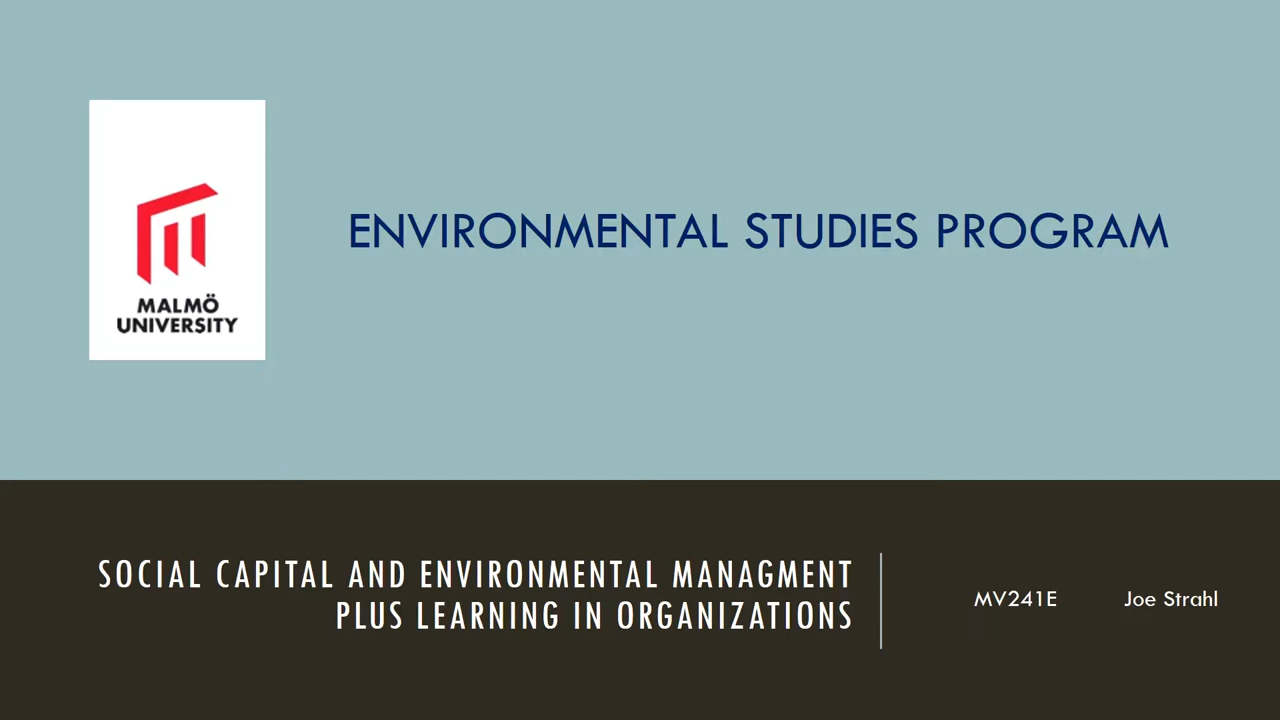 ENVIRONMENTAL STUDIES PROGRAM
MALMÖ
UNIVERSITY
SOCIAL CAPITAL AND ENVIRONMENTAL MANAGMENT
PLUS LEARNING IN ORGANIZATIONS
MV241E Joe Strahl